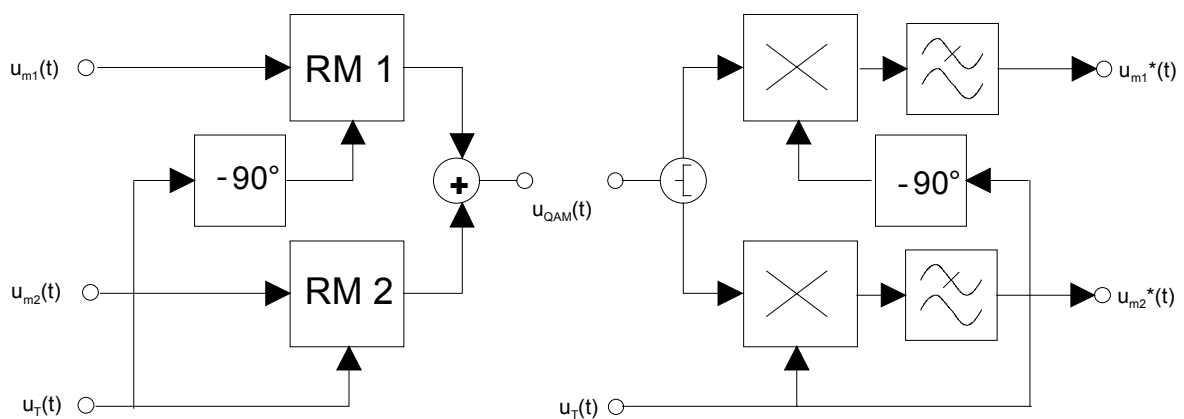 u_m1(t)
RM 1
-90°
+
u_QAM(t)
u_m2(t)
RM 2
u_T(t)
u_m1*(t)
-90°
u_m2*(t)
u_T(t)